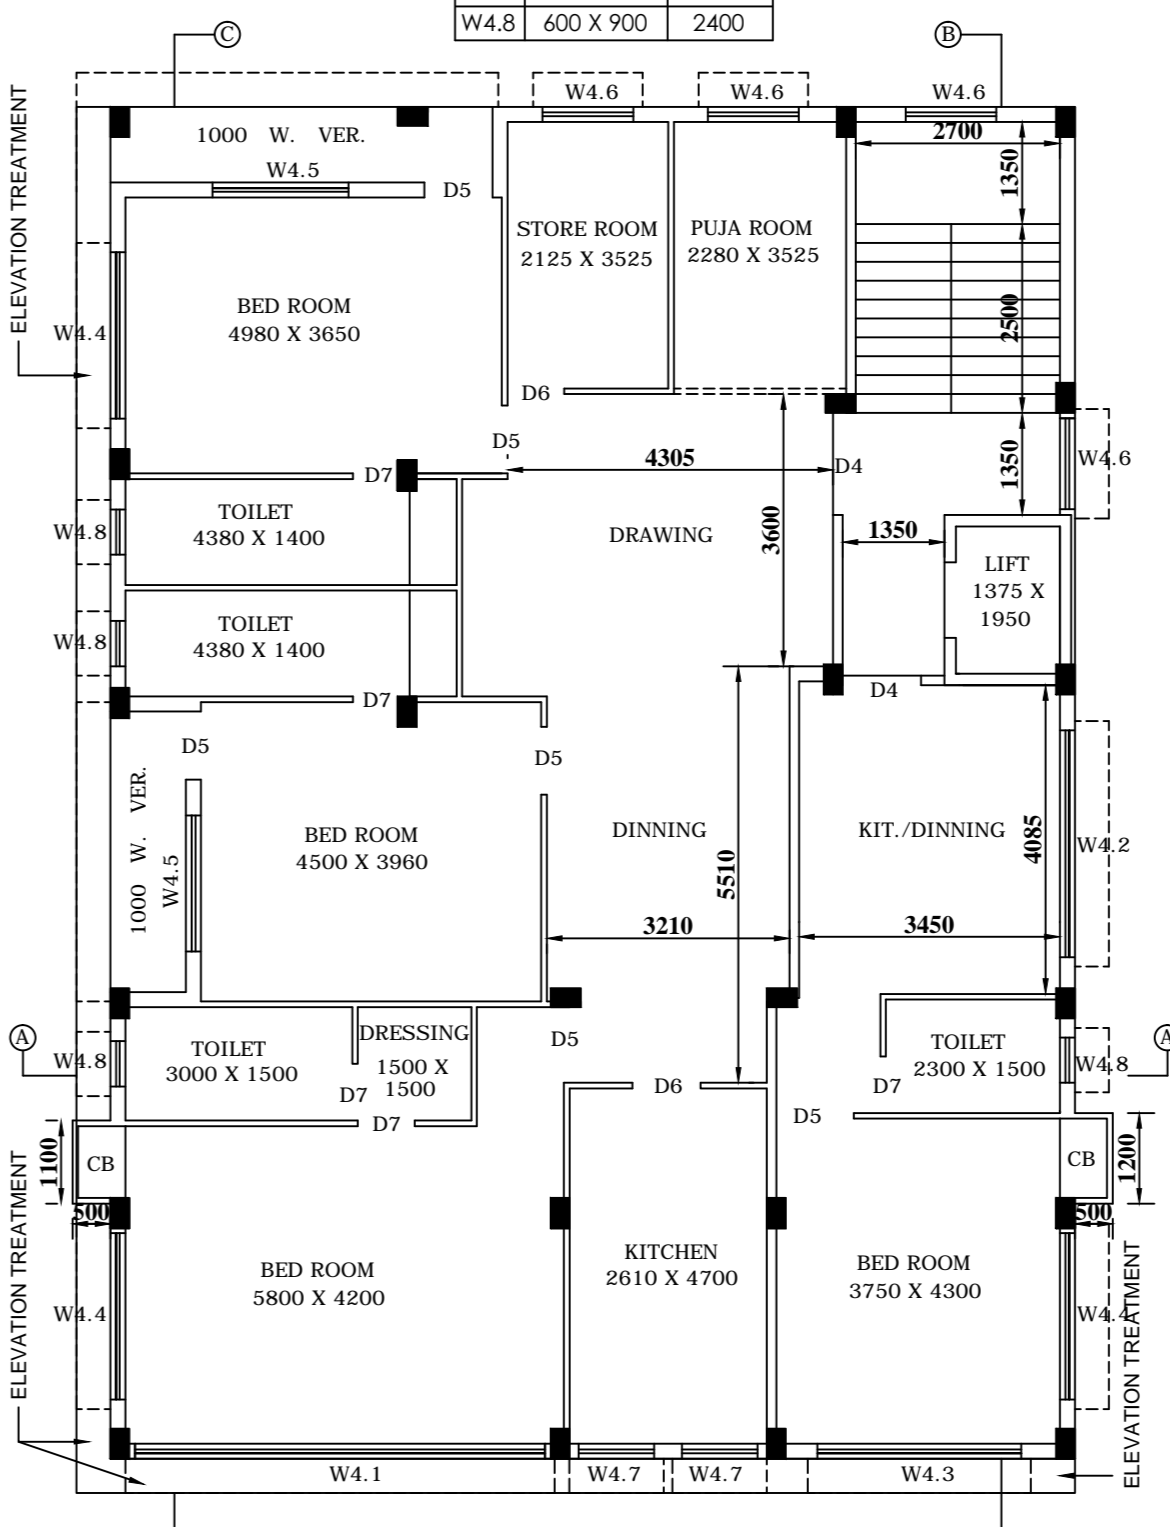 W4.8 600 X 900 2400
C
B
ELEVATION TREATMENT
W4.6
W4.6
W4.6
1000 W. VER.
2700
W4.5
D5
1350
STORE ROOM
2125 X 3525
PUJA ROOM
2280 X 3525
BED ROOM
4980 X 3650
2500
W4.4
D6
D5
4305
D4
W4.6
1350
D7
TOILET
4380 X 1400
W4.8
DRAWING
3600
1350
LIFT
1375 X
1950
TOILET
4380 X 1400
W4.8
D7
D4
D5
D5
1000 W. VER.
W4.5
BED ROOM
4500 X 3960
DINNING
KIT./DINNING
4085
W4.2
5510
3210
3450
A
A
W4.8
TOILET
3000 X 1500
DRESSING
1500 X
1500
D5
TOILET
2300 X 1500
W4.8
D7
D6
D7
D7
D5
1100
CB
500
CB
1200
500
ELEVATION TREATMENT
BED ROOM
5800 X 4200
KITCHEN
2610 X 4700
BED ROOM
3750 X 4300
W4.4
W4.4
ELEVATION TREATMENT
W4.1
W4.7
W4.7
W4.3